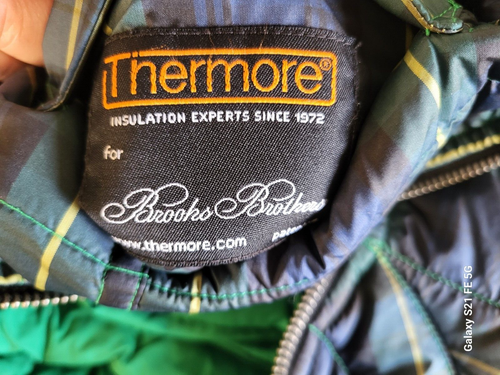 Thermore®
INSULATION EXPERTS SINCE 1972
for
Brooks Brothers
www.thermore.com
Galaxy S21 FE 5G